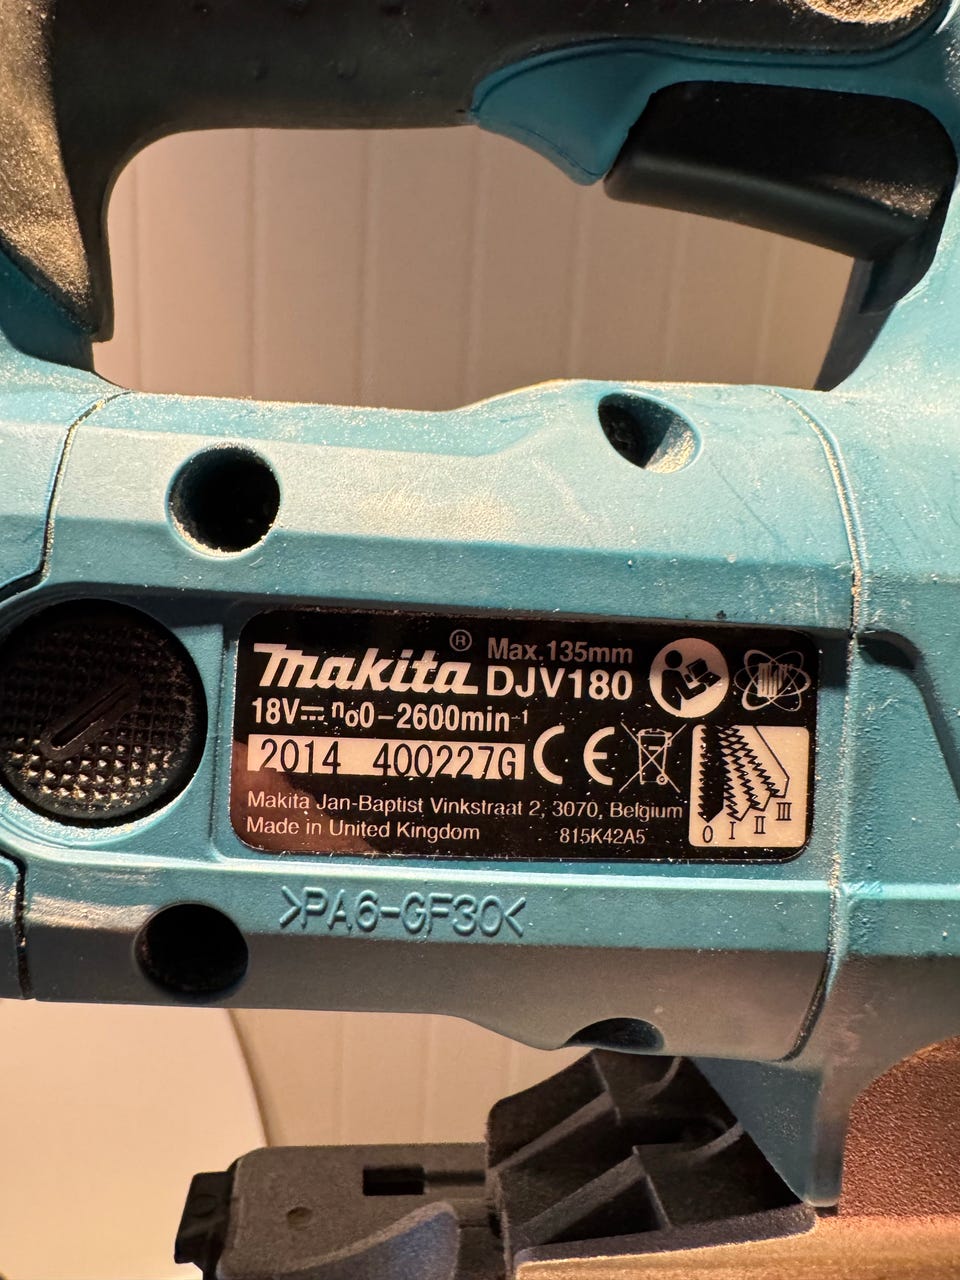 makita® Max.135mm
DJV180
18V⎓ n₀0-2600min⁻¹
2014 400227G CE
Makita Jan-Baptist Vinkstraat 2, 3070, Belgium
Made in United Kingdom 815K42A5
0 I II III
>PA6-GF30<